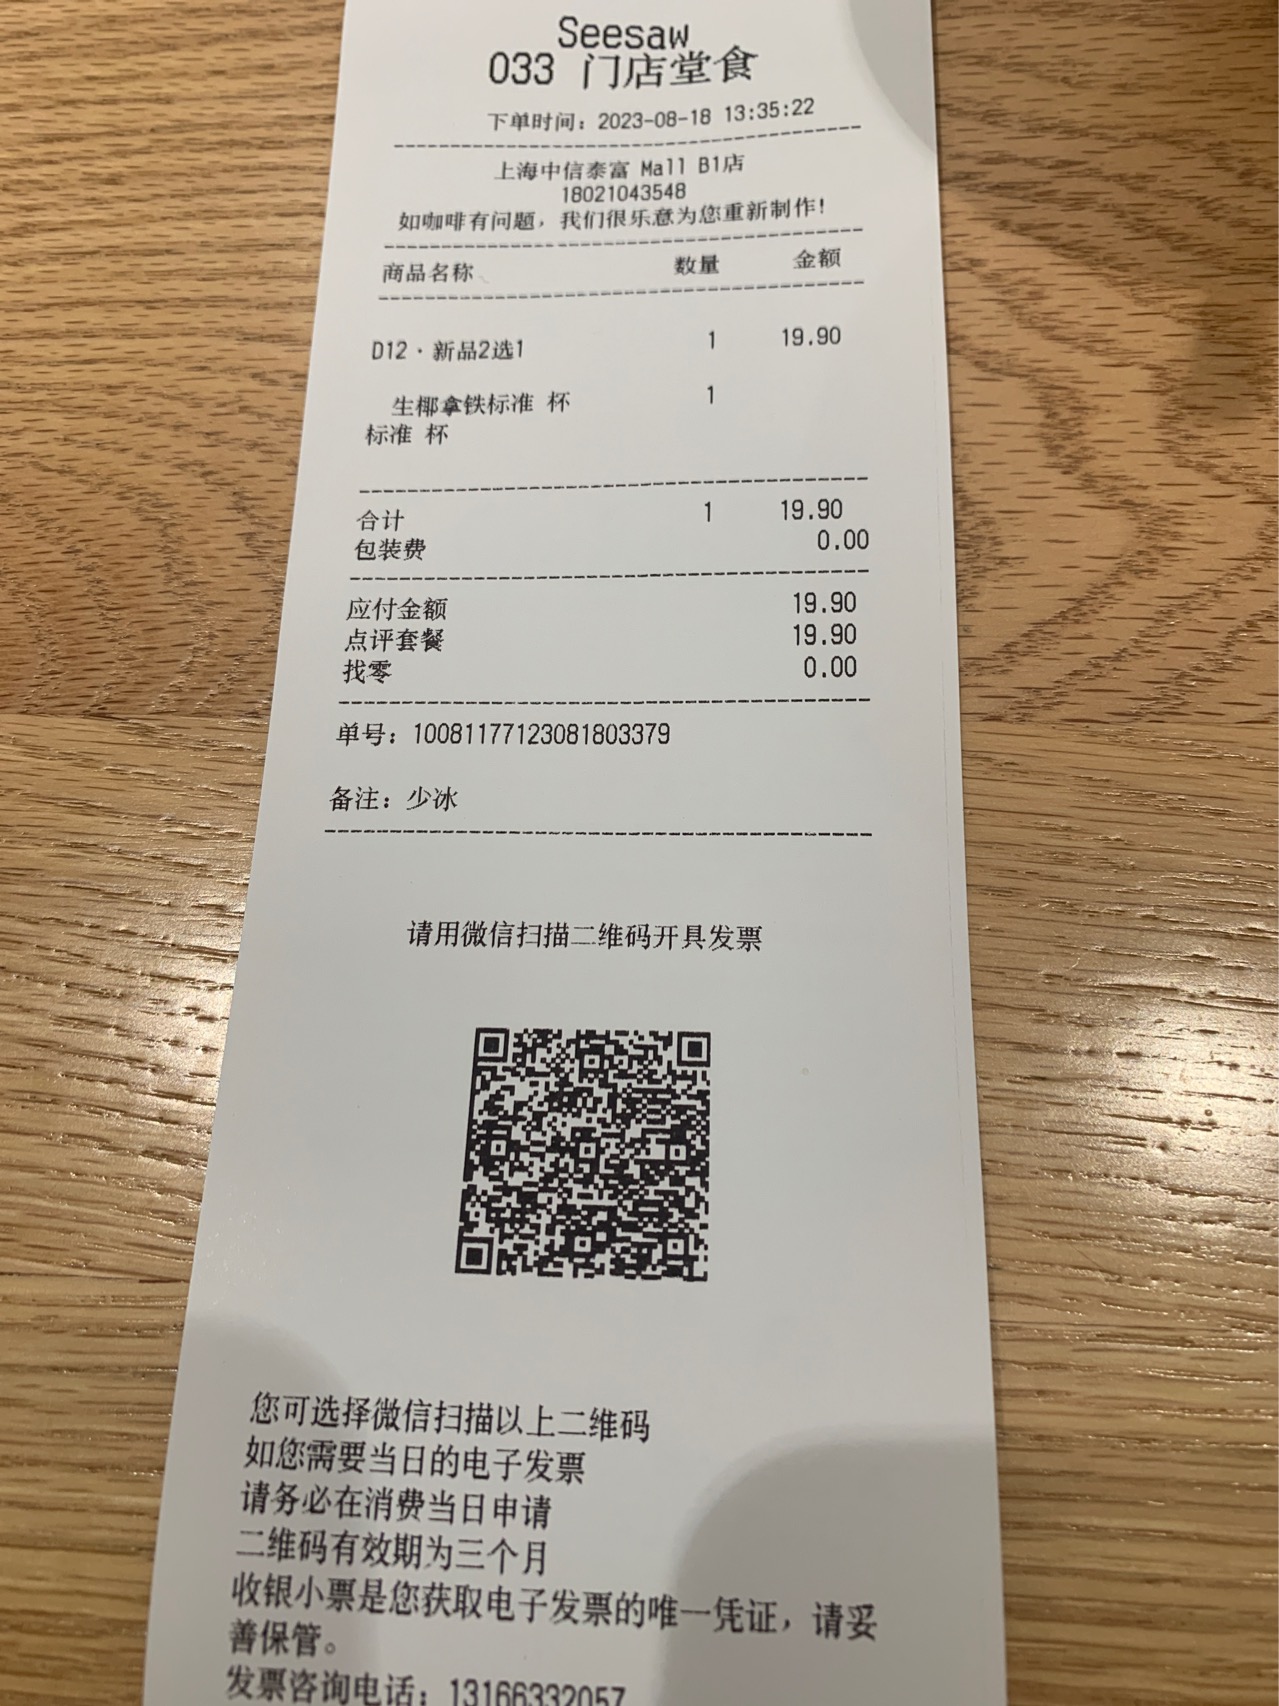 Seesaw
033 门店堂食
下单时间：2023-08-18 13:35:22
上海中信泰富 Mall B1店
18021043548
如咖啡有问题，我们很乐意为您重新制作！
商品名称 数量 金额
D12·新品2选1 1 19.90
生椰拿铁标准 杯 1
标准 杯
合计 1 19.90
包装费 0.00
应付金额 19.90
点评套餐 19.90
找零 0.00
单号：10081177123081803379
备注：少冰
请用微信扫描二维码开具发票
您可选择微信扫描以上二维码
如您需要当日的电子发票
请务必在消费当日申请
二维码有效期为三个月
收银小票是您获取电子发票的唯一凭证，请妥
善保管。
发票咨询电话：13166332057